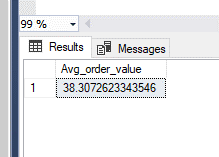 99 %
Results Messages
Avg_order_value
1 38.3072623343546